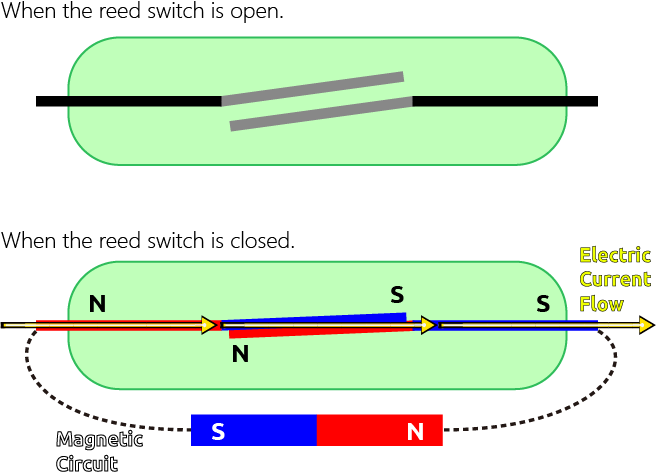 When the reed switch is open.
When the reed switch is closed.
Electric
Current
Flow
N
S
S
N
S
N
Magnetic
Circuit